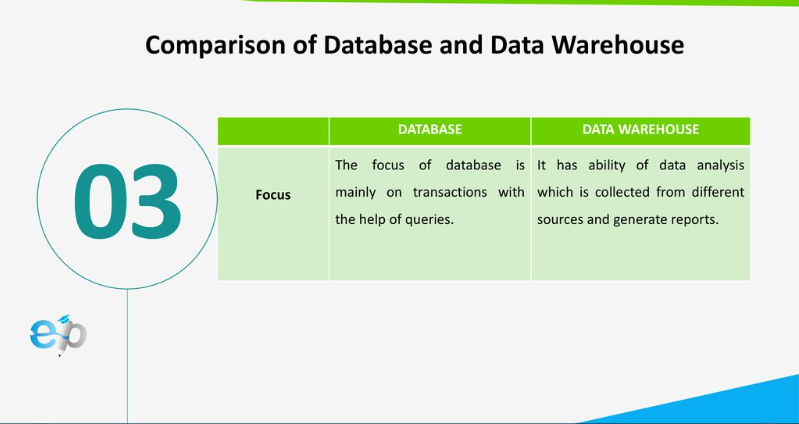 Comparison of Database and Data Warehouse
03
DATABASE
DATA WAREHOUSE
Focus
The focus of database is
mainly on transactions with
the help of queries.
It has ability of data analysis
which is collected from different
sources and generate reports.